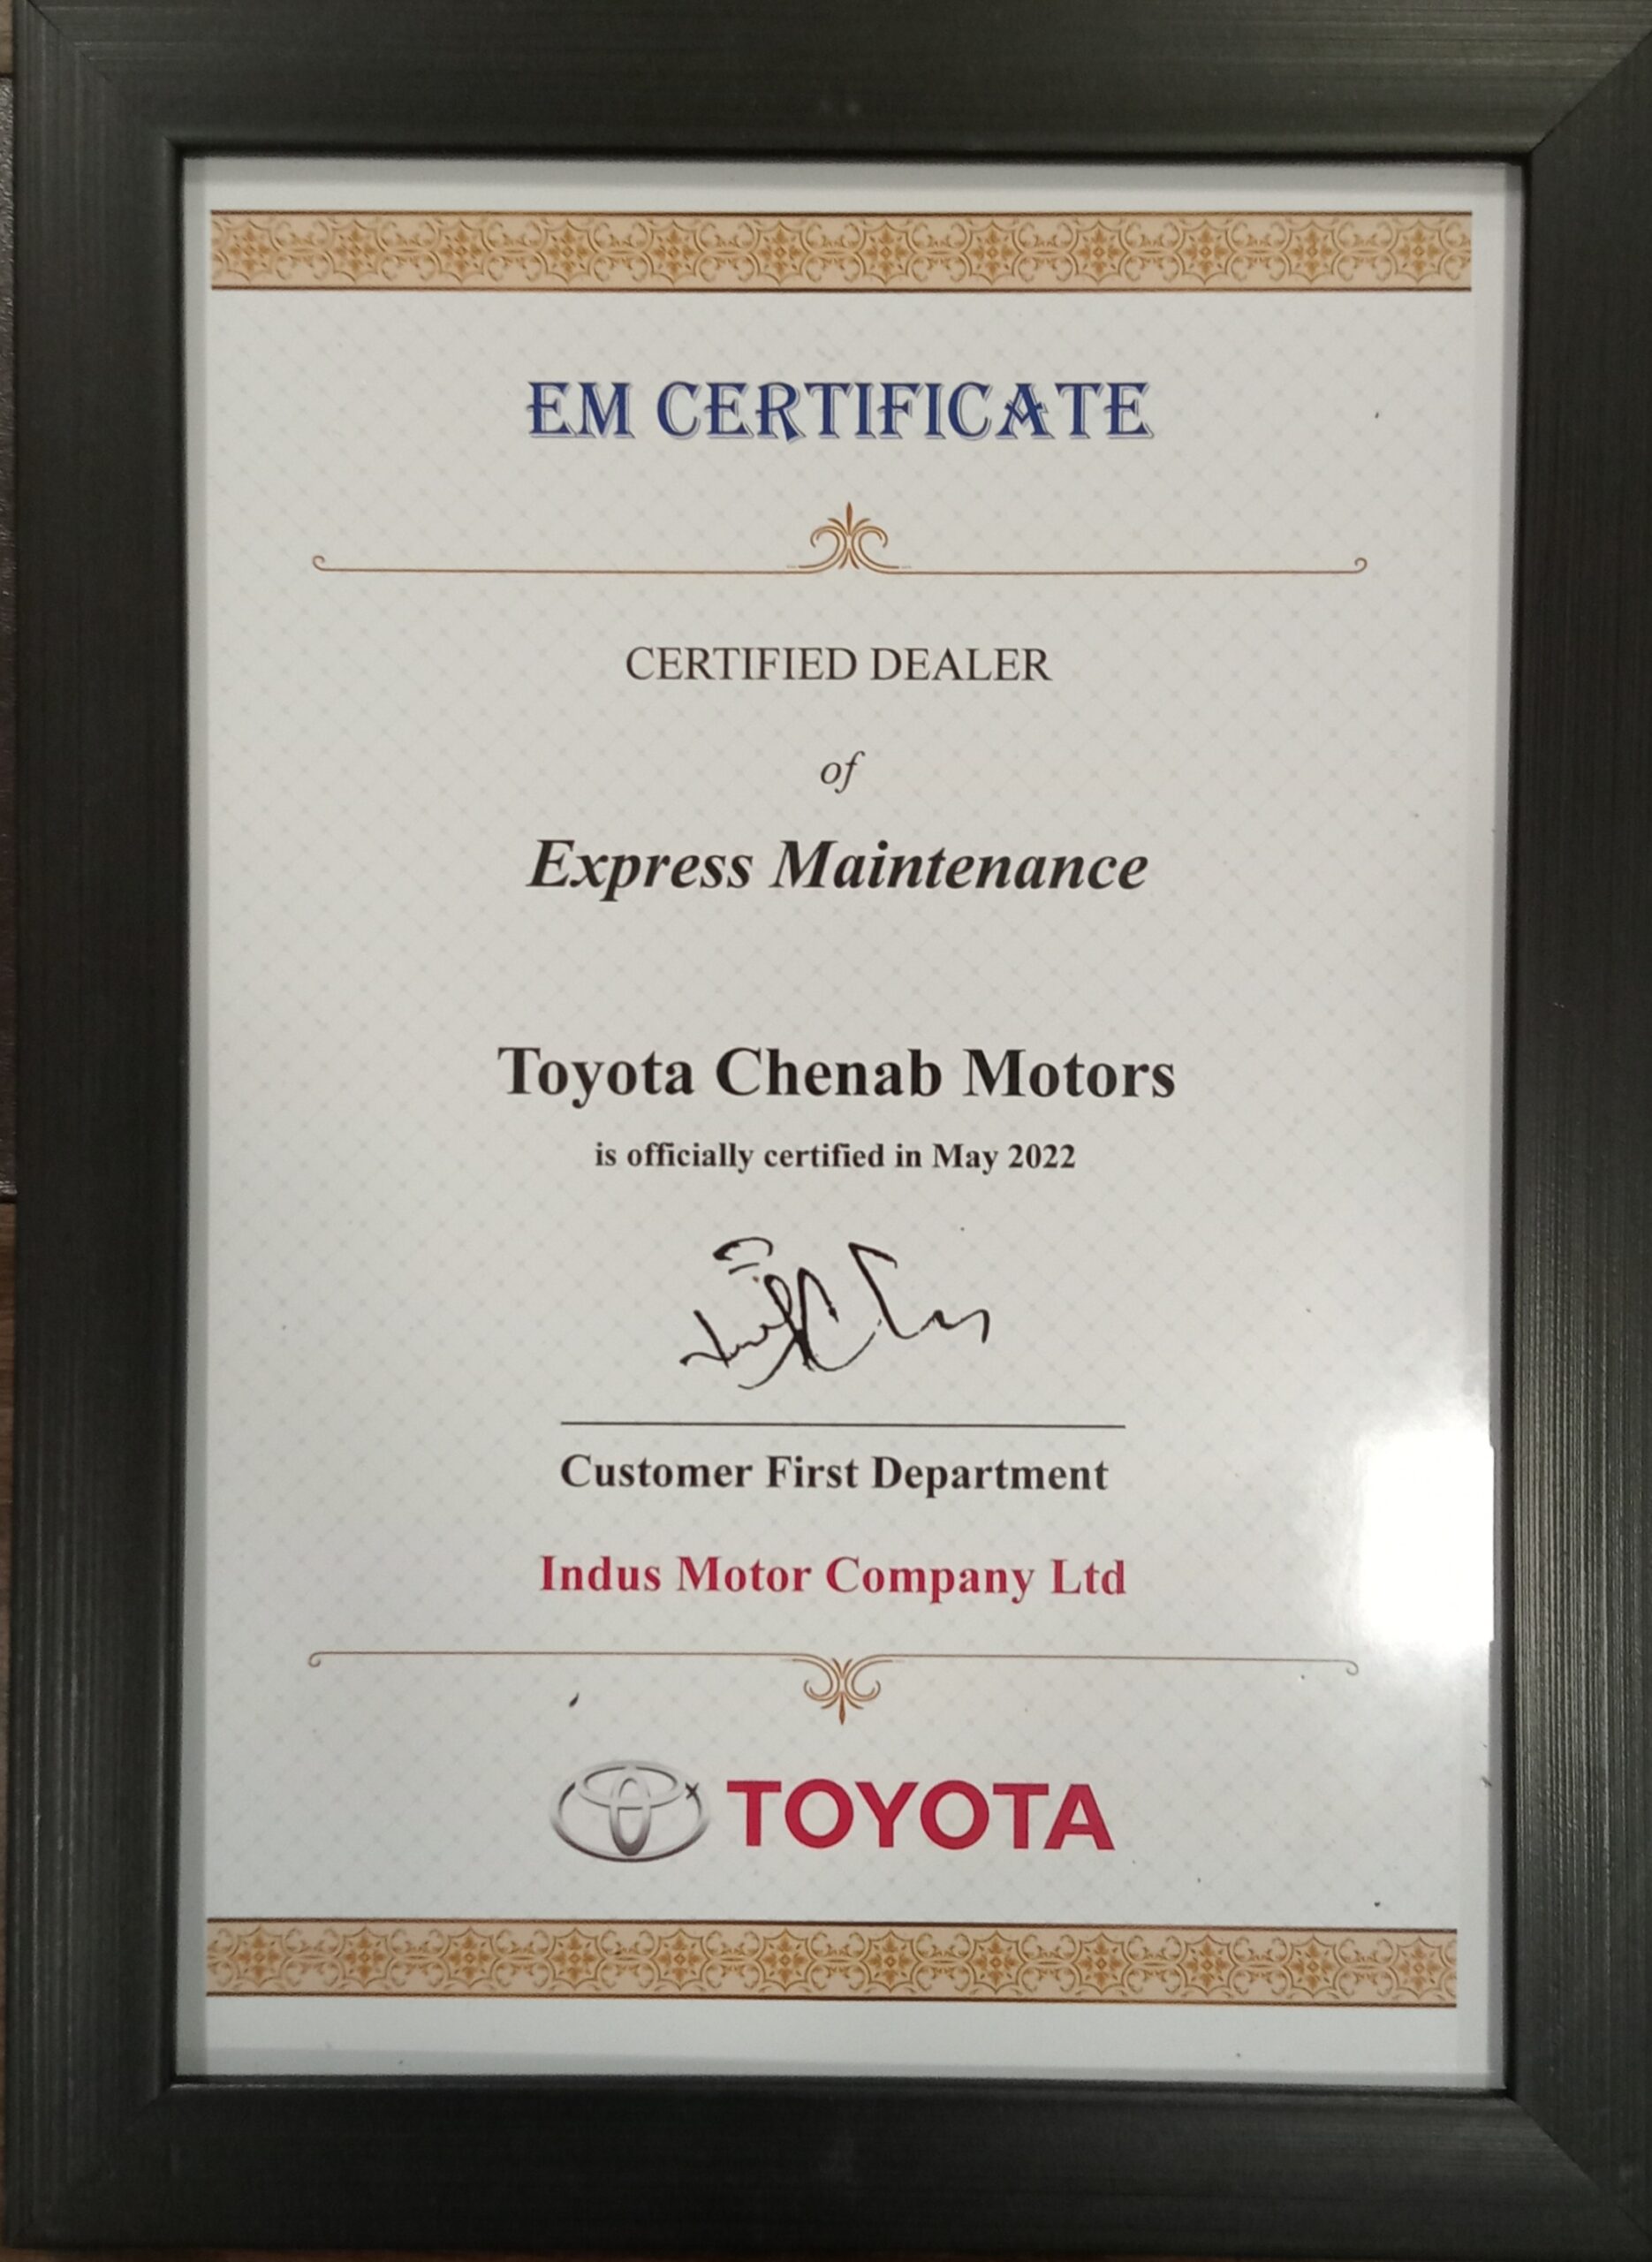 EM CERTIFICATE
CERTIFIED DEALER
of
Express Maintenance
Toyota Chenab Motors
is officially certified in May 2022
Customer First Department
Indus Motor Company Ltd
TOYOTA